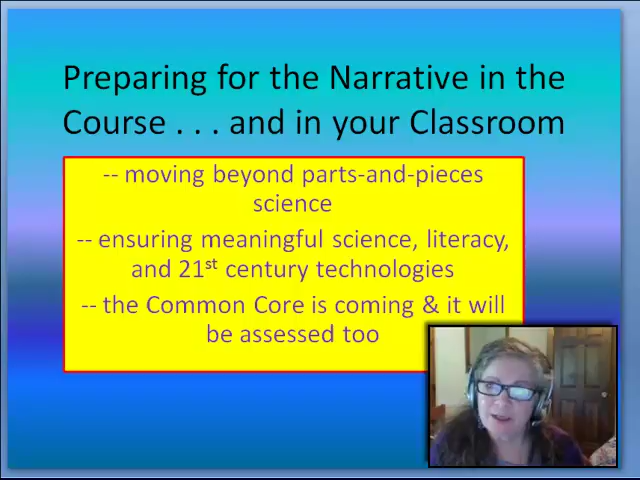 Preparing for the Narrative in the
Course . . . and in your Classroom
-- moving beyond parts-and-pieces
science
-- ensuring meaningful science, literacy,
and 21st century technologies
-- the Common Core is coming & it will
be assessed too